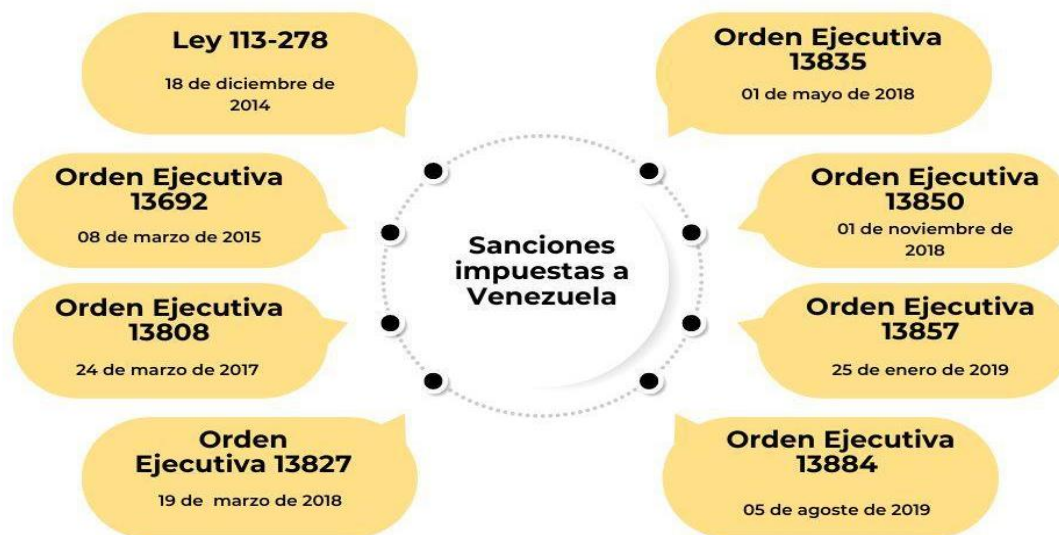 Ley 113-278
18 de diciembre de
2014
Orden Ejecutiva
13692
08 de marzo de 2015
Orden Ejecutiva
13808
24 de marzo de 2017
Orden
Ejecutiva 13827
19 de marzo de 2018
Sanciones
impuestas a
Venezuela
Orden Ejecutiva
13835
01 de mayo de 2018
Orden Ejecutiva
13850
01 de noviembre de
2018
Orden Ejecutiva
13857
25 de enero de 2019
Orden Ejecutiva
13884
05 de agoste de 2019